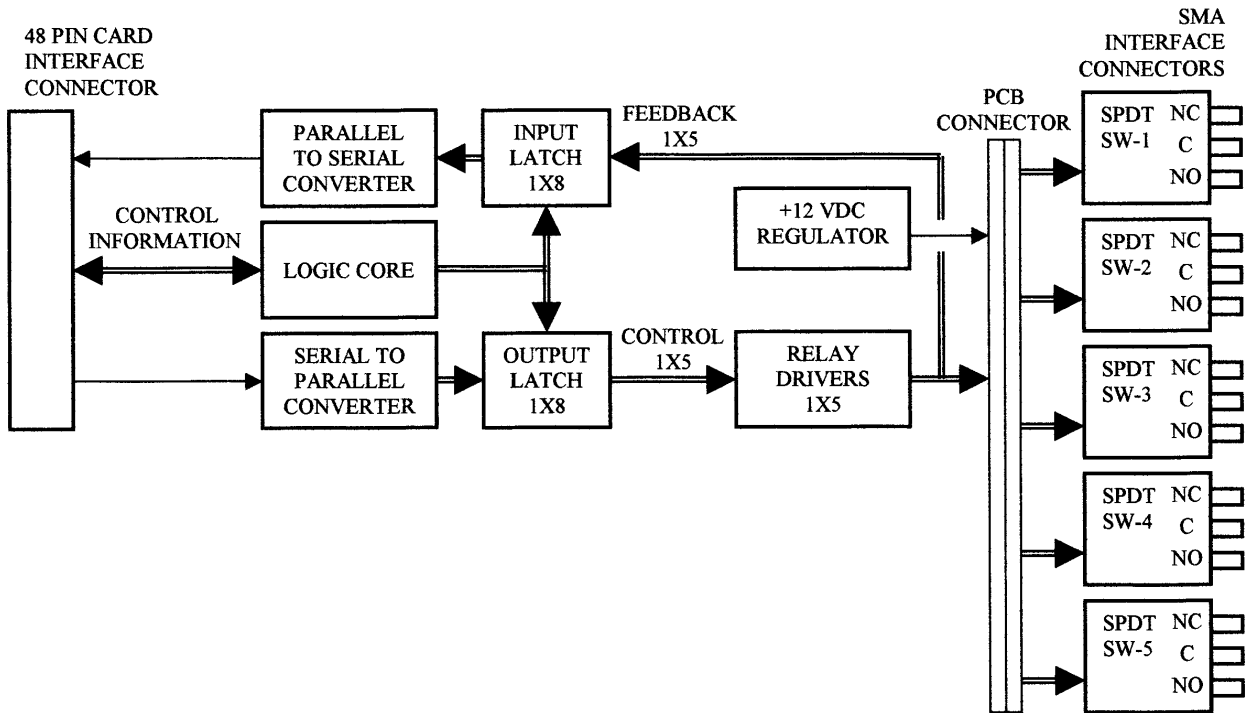 48 PIN CARD
INTERFACE
CONNECTOR
PARALLEL
TO SERIAL
CONVERTER
INPUT
LATCH
1X8
FEEDBACK
1X5
CONTROL
INFORMATION
LOGIC CORE
+12 VDC
REGULATOR
SERIAL TO
PARALLEL
CONVERTER
OUTPUT
LATCH
1X8
CONTROL
1X5
RELAY
DRIVERS
1X5
PCB
CONNECTOR
SMA
INTERFACE
CONNECTORS
SPDT NC
SW-1 C
NO
SPDT NC
SW-2 C
NO
SPDT NC
SW-3 C
NO
SPDT NC
SW-4 C
NO
SPDT NC
SW-5 C
NO